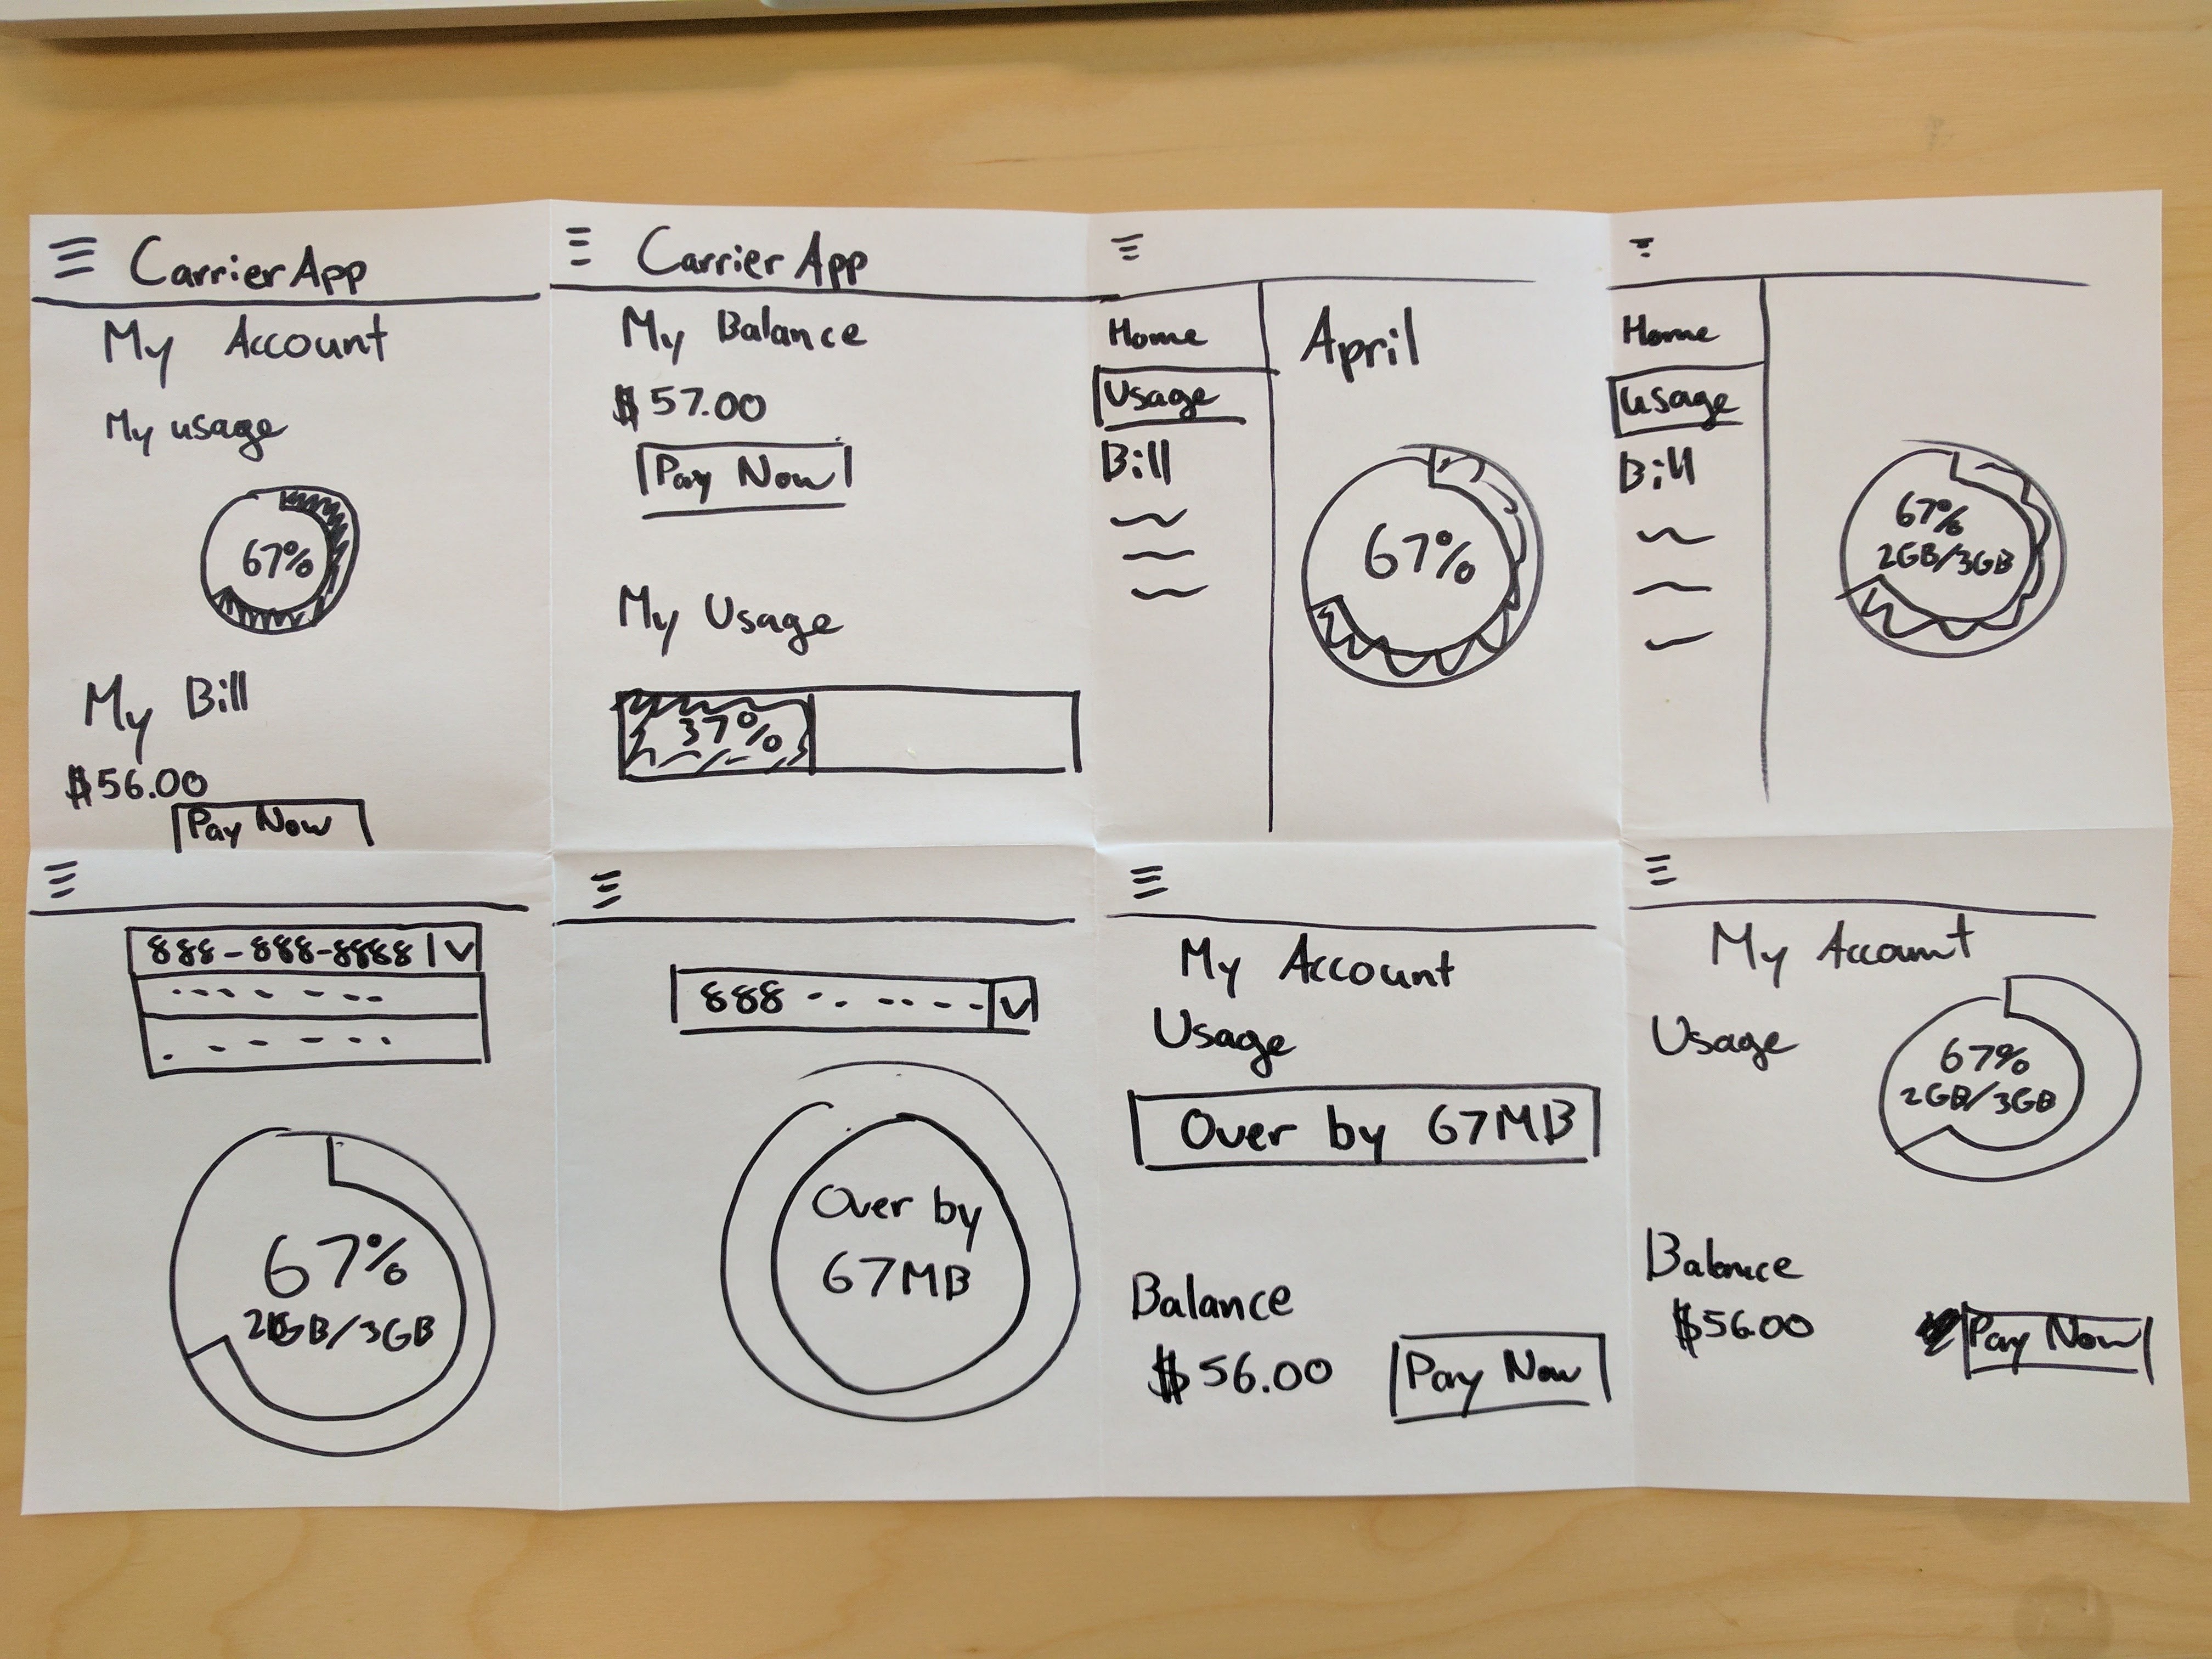 CarrierApp
My Account
My usage
67%
My Bill
$56.00
Pay Now
Carrier App
My Balance
$57.00
Pay Now
My Usage
37%
Home
Usage
Bill
April
67%
Home
Usage
Bill
67%
2GB/3GB
888-888-8888
67%
2GB/3GB
888
Over by
67MB
My Account
Usage
Over by 67MB
Balance
$56.00
Pay Now
My Account
Usage
67%
2GB/3GB
Balance
$56.00
Pay Now